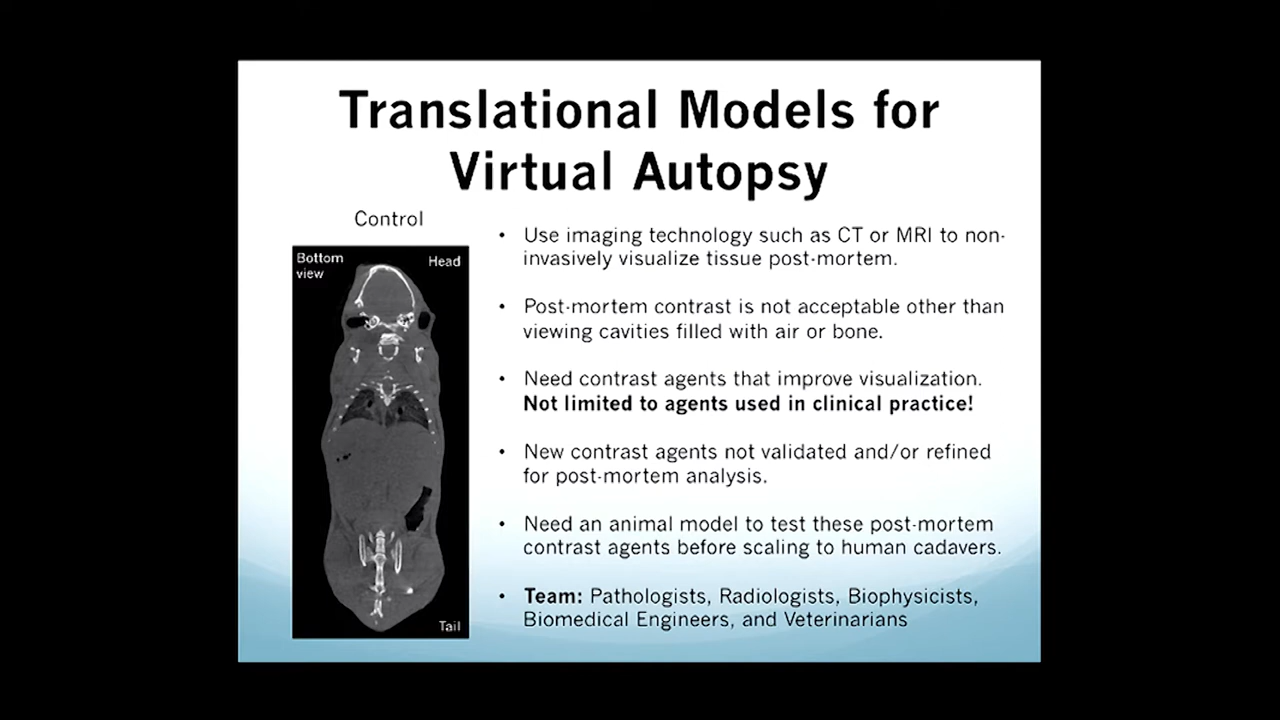 Translational Models for
Virtual Autopsy
Control
Bottom
view
Head
Tail
• Use imaging technology such as CT or MRI to non-
invasively visualize tissue post-mortem.
• Post-mortem contrast is not acceptable other than
viewing cavities filled with air or bone.
• Need contrast agents that improve visualization.
Not limited to agents used in clinical practice!
• New contrast agents not validated and/or refined
for post-mortem analysis.
• Need an animal model to test these post-mortem
contrast agents before scaling to human cadavers.
• Team: Pathologists, Radiologists, Biophysicists,
Biomedical Engineers, and Veterinarians